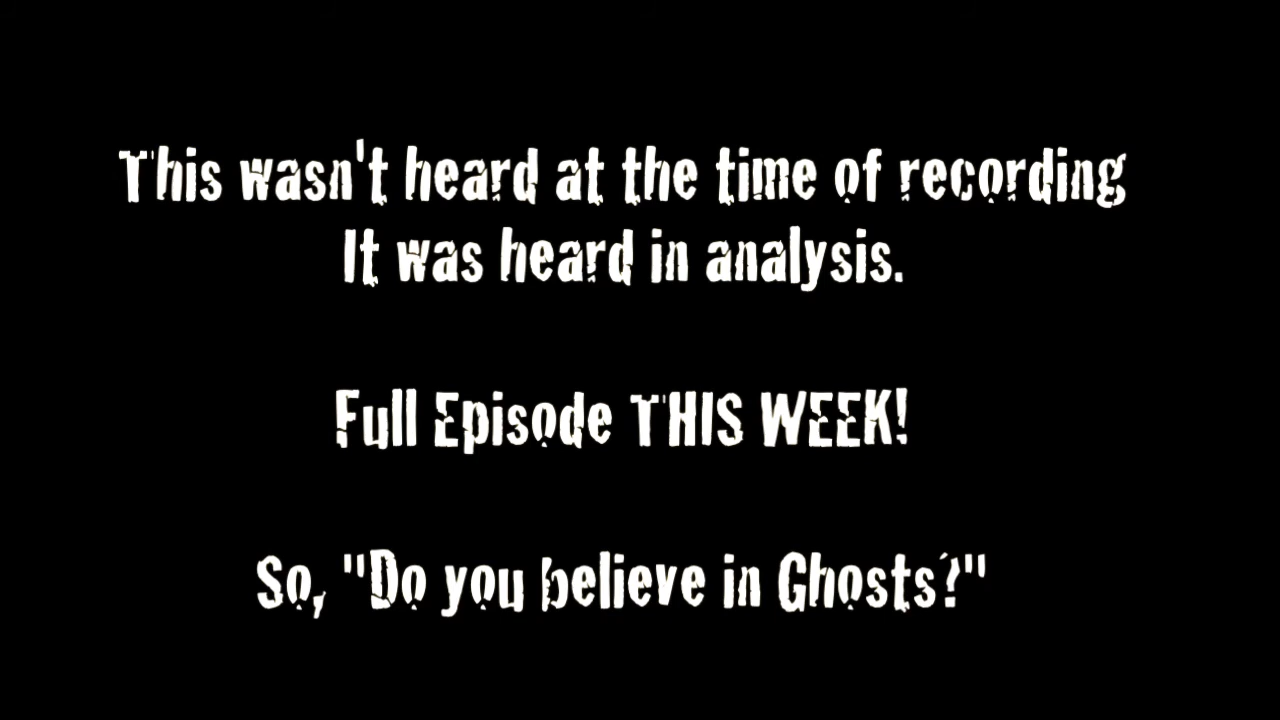 This wasn't heard at the time of recording
It was heard in analysis.
Full Episode THIS WEEK!
So, "Do you believe in Ghosts?"